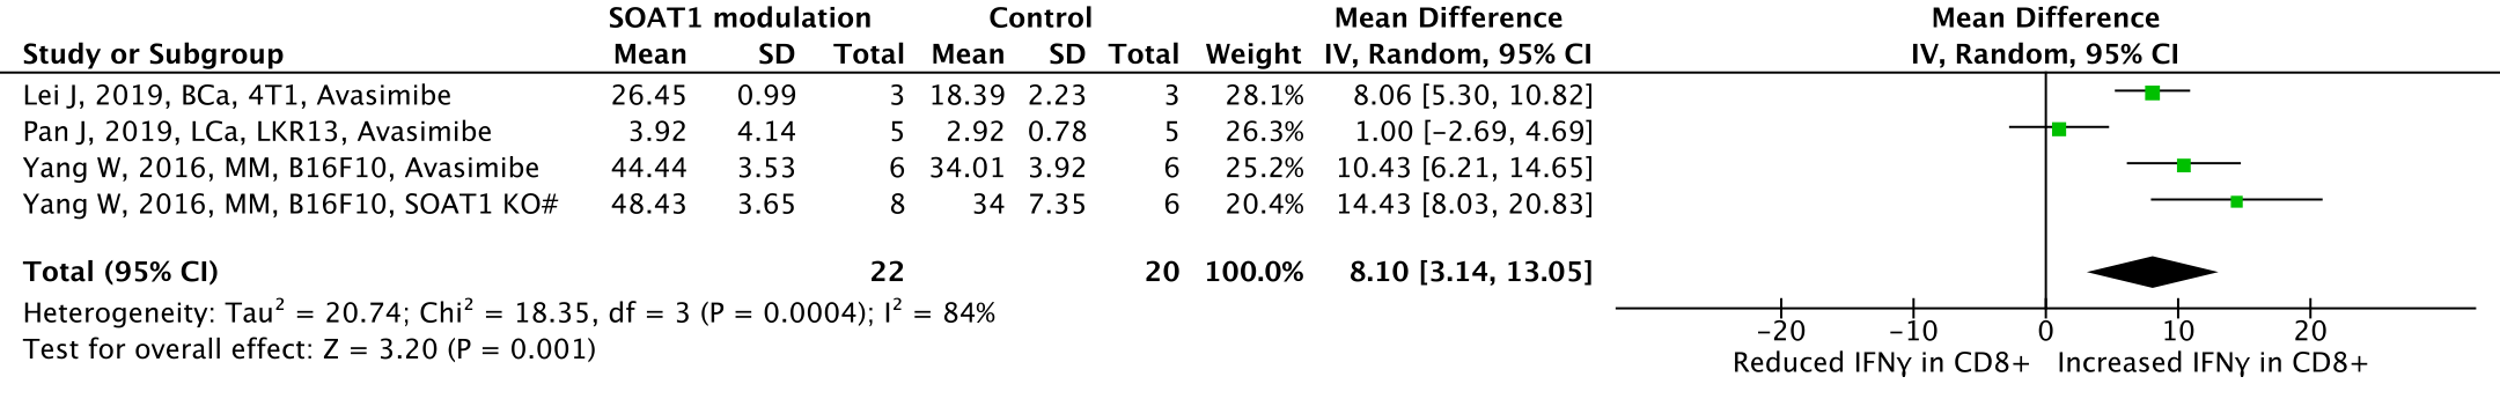 SOAT1 modulation Control Mean Difference Mean Difference
Study or Subgroup Mean SD Total Mean SD Total Weight IV, Random, 95% CI IV, Random, 95% CI
Lei J, 2019, BCa, 4T1, Avasimibe 26.45 0.99 3 18.39 2.23 3 28.1% 8.06 [5.30, 10.82]
Pan J, 2019, LCa, LKR13, Avasimibe 3.92 4.14 5 2.92 0.78 5 26.3% 1.00 [−2.69, 4.69]
Yang W, 2016, MM, B16F10, Avasimibe 44.44 3.53 6 34.01 3.92 6 25.2% 10.43 [6.21, 14.65]
Yang W, 2016, MM, B16F10, SOAT1 KO# 48.43 3.65 8 34 7.35 6 20.4% 14.43 [8.03, 20.83]
Total (95% CI) 22 20 100.0% 8.10 [3.14, 13.05]
Heterogeneity: Tau² = 20.74; Chi² = 18.35, df = 3 (P = 0.0004); I² = 84%
Test for overall effect: Z = 3.20 (P = 0.001)
−20 −10 0 10 20
Reduced IFNγ in CD8+ Increased IFNγ in CD8+